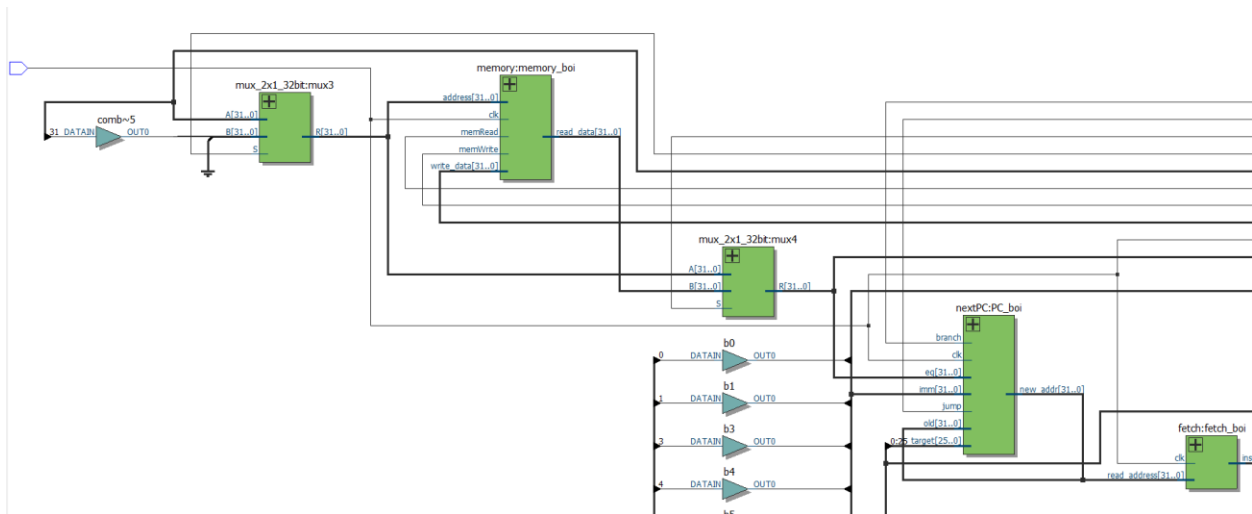 mux_2x1_32bit:mux3
comb~5
31 DATAIN OUT0
A[31..0]
B[31..0]
S
R[31..0]
memory:memory_boi
address[31..0]
clk
memRead
memWrite
write_data[31..0]
read_data[31..0]
mux_2x1_32bit:mux4
A[31..0]
B[31..0]
S
R[31..0]
b0
0 DATAIN OUT0
b1
1 DATAIN OUT0
b3
3 DATAIN OUT0
b4
4 DATAIN OUT0
b5
nextPC:PC_boi
branch
clk
eq[31..0]
imm[31..0]
jump
old[31..0]
0:25 target[25..0]
new_addr[31..0]
fetch:fetch_boi
clk
read_address[31..0]
ins